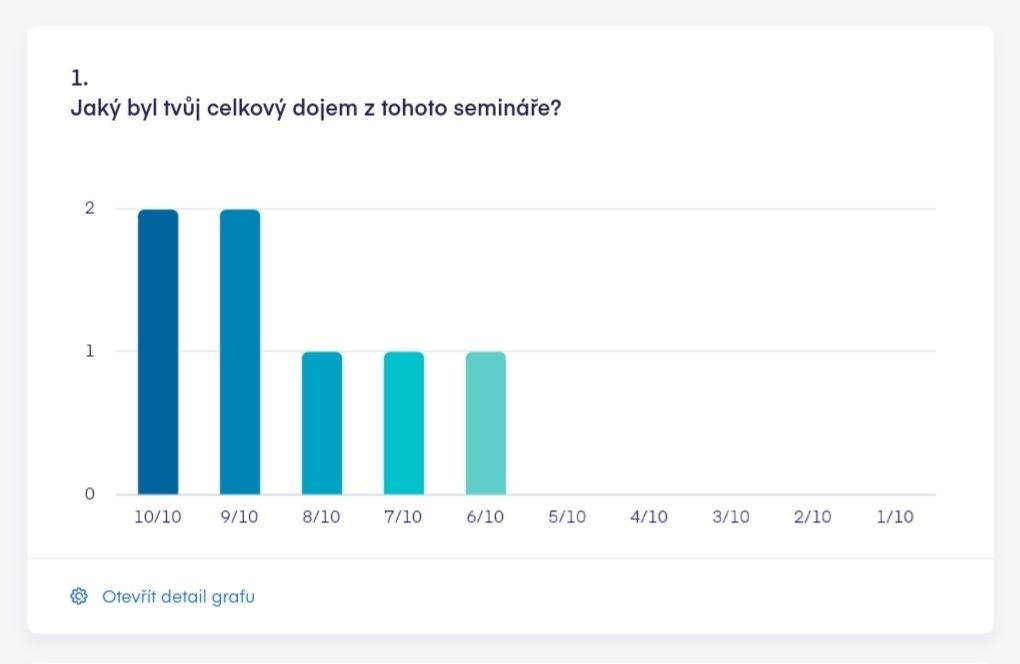 1.
Jaký byl tvůj celkový dojem z tohoto semináře?
2
1
0
10/10 9/10 8/10 7/10 6/10 5/10 4/10 3/10 2/10 1/10
Otevřít detail grafu